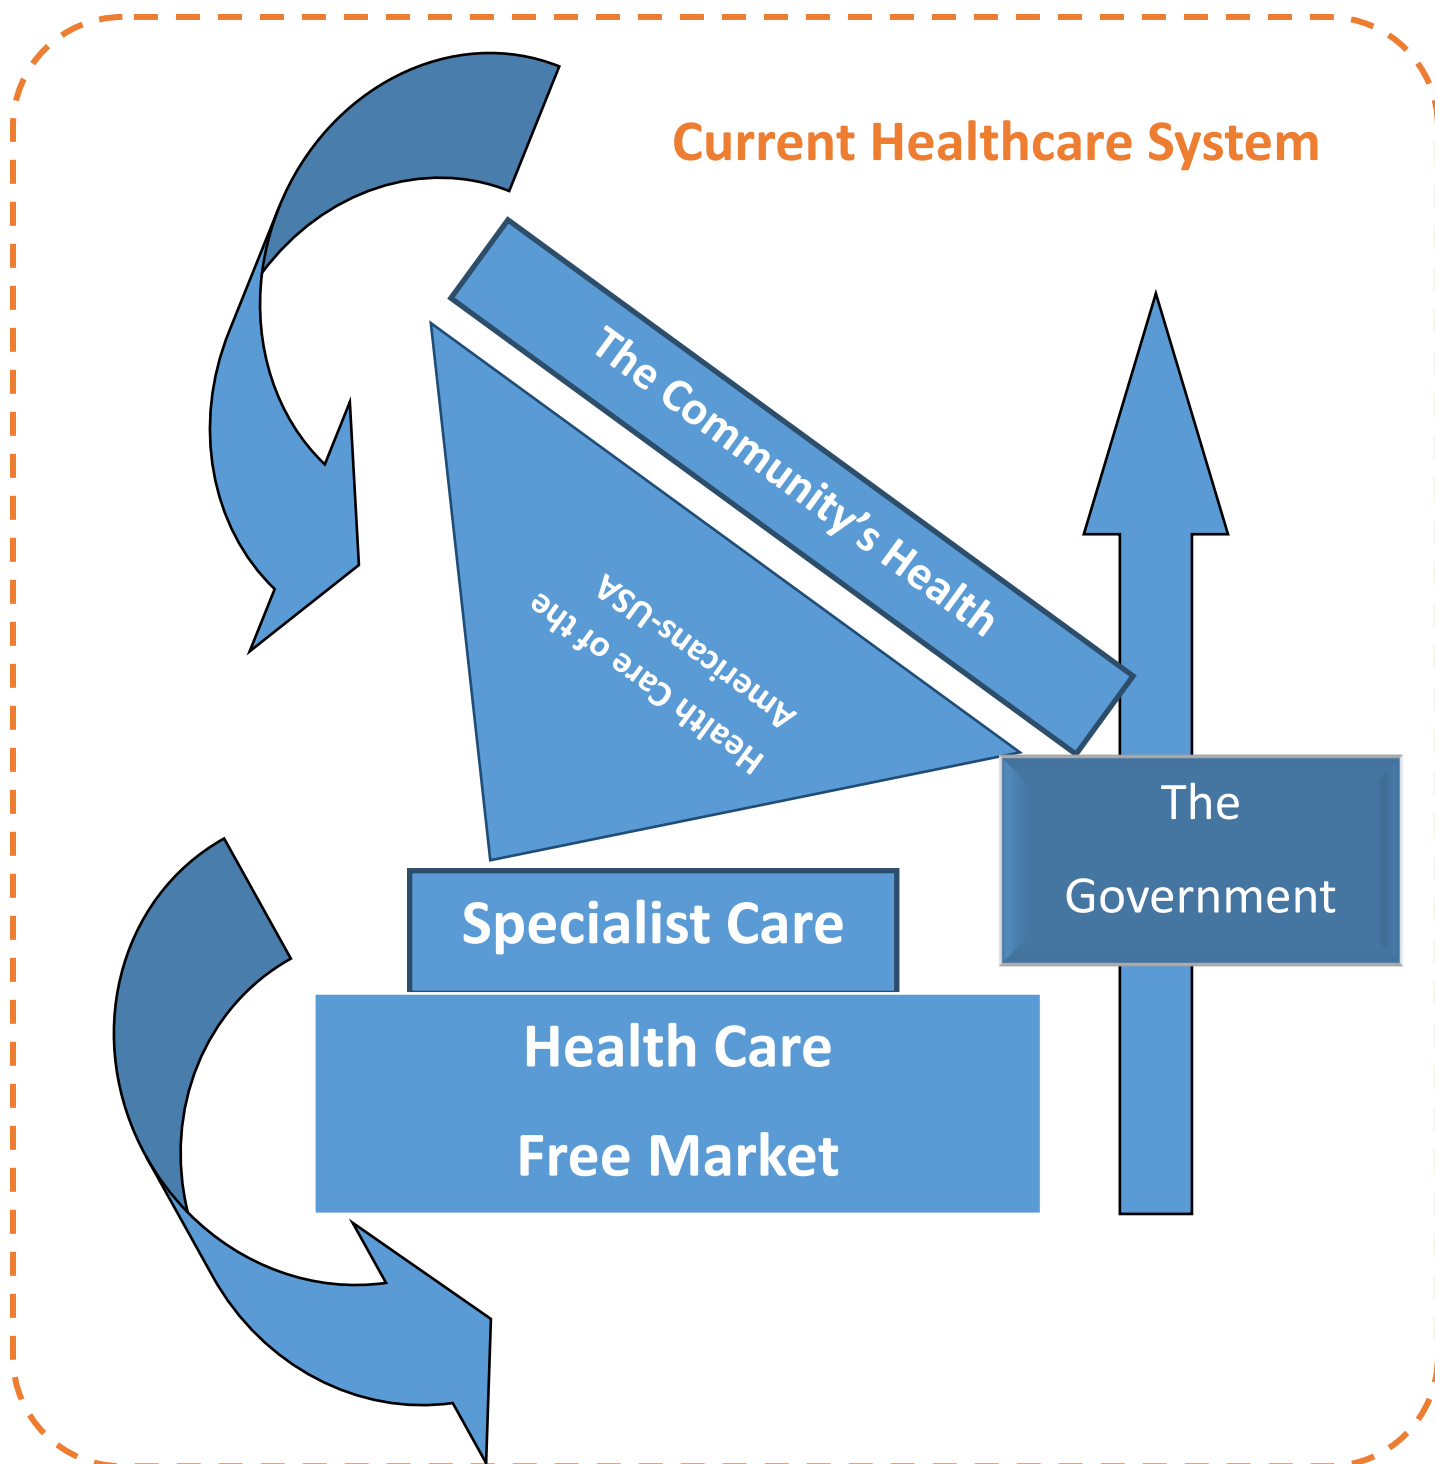 Current Healthcare System
The Community’s Health
Health Care of the
Americans-USA
The
Government
Specialist Care
Health Care
Free Market